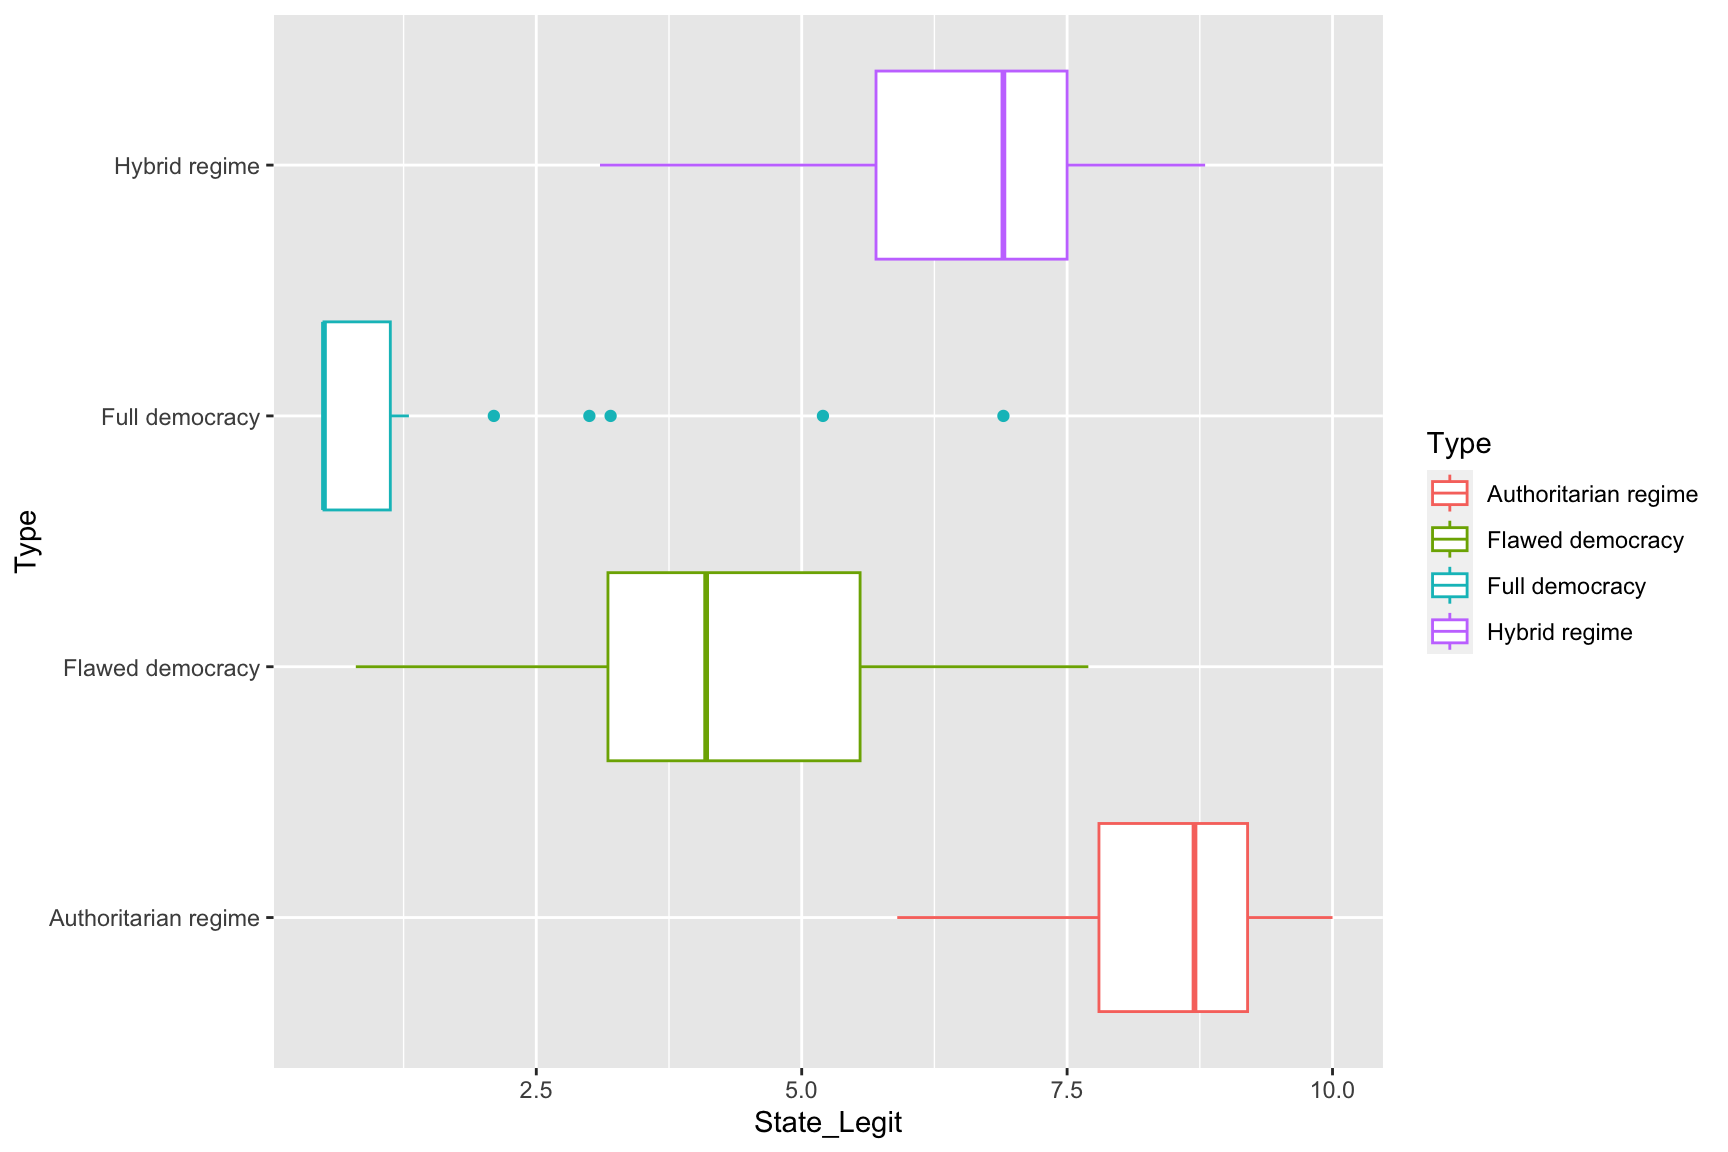 Type
Hybrid regime
Full democracy
Flawed democracy
Authoritarian regime
2.5
5.0
7.5
10.0
State_Legit
Type
Authoritarian regime
Flawed democracy
Full democracy
Hybrid regime